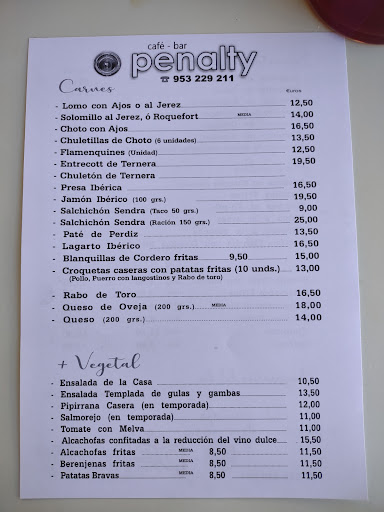 café - bar
penalty
☎ 953 229 211
Carnes
Euros
- Lomo con Ajos o al Jerez 12,50
- Solomillo al Jerez, ó Roquefort MEDIA 14,00
- Choto con Ajos 16,50
- Chuletillas de Choto (6 unidades) 13,50
- Flamenquines (Unidad) 12,50
- Entrecott de Ternera 19,50
- Chuletón de Ternera
- Presa Ibérica 16,50
- Jamón Ibérico (100 grs.) 19,50
- Salchichón Sendra (Taco 50 grs.) 9,00
- Salchichón Sendra (Ración 150 grs.) 25,00
- Paté de Perdiz 13,50
- Lagarto Ibérico 16,50
- Blanquillas de Cordero fritas 9,50 15,00
- Croquetas caseras con patatas fritas (10 unds.) 13,00
(Pollo, Puerro con langostinos y Rabo de toro)
- Rabo de Toro 16,50
- Queso de Oveja (200 grs.) MEDIA 18,00
- Queso (200 grs.) 14,00
+ Vegetal
- Ensalada de la Casa 10,50
- Ensalada Templada de gulas y gambas 13,50
- Pipirrana Casera (en temporada) 12,00
- Salmorejo (en temporada) 11,00
- Tomate con Melva 11,00
- Alcachofas confitadas a la reducción del vino dulce 15,50
- Alcachofas fritas MEDIA 8,50 11,50
- Berenjenas fritas MEDIA 8,50 11,50
- Patatas Bravas MEDIA 8,50 11,50